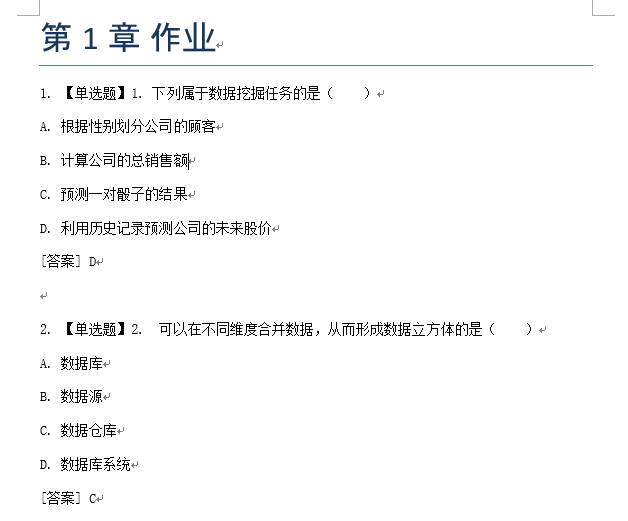 第 1 章 作业
1. 【单选题】1. 下列属于数据挖掘任务的是（  ）
A. 根据性别划分公司的顾客
B. 计算公司的总销售额
C. 预测一对骰子的结果
D. 利用历史记录预测公司的未来股价
[答案] D
2. 【单选题】2. 可以在不同维度合并数据，从而形成数据立方体的是（  ）
A. 数据库
B. 数据源
C. 数据仓库
D. 数据库系统
[答案] C